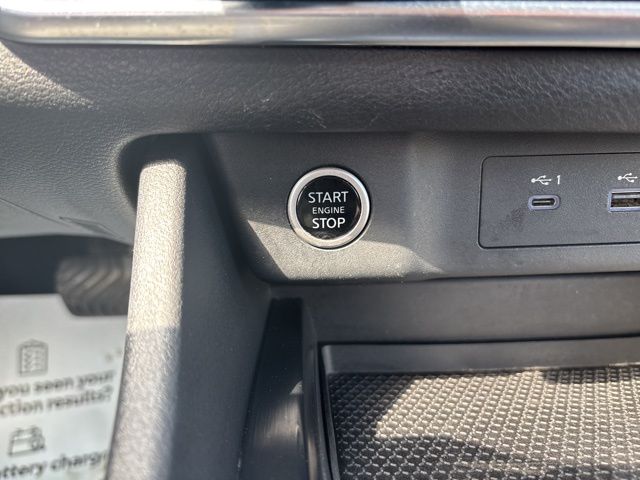 START
ENGINE
STOP
1
you seen your
ction results?
ttery charg